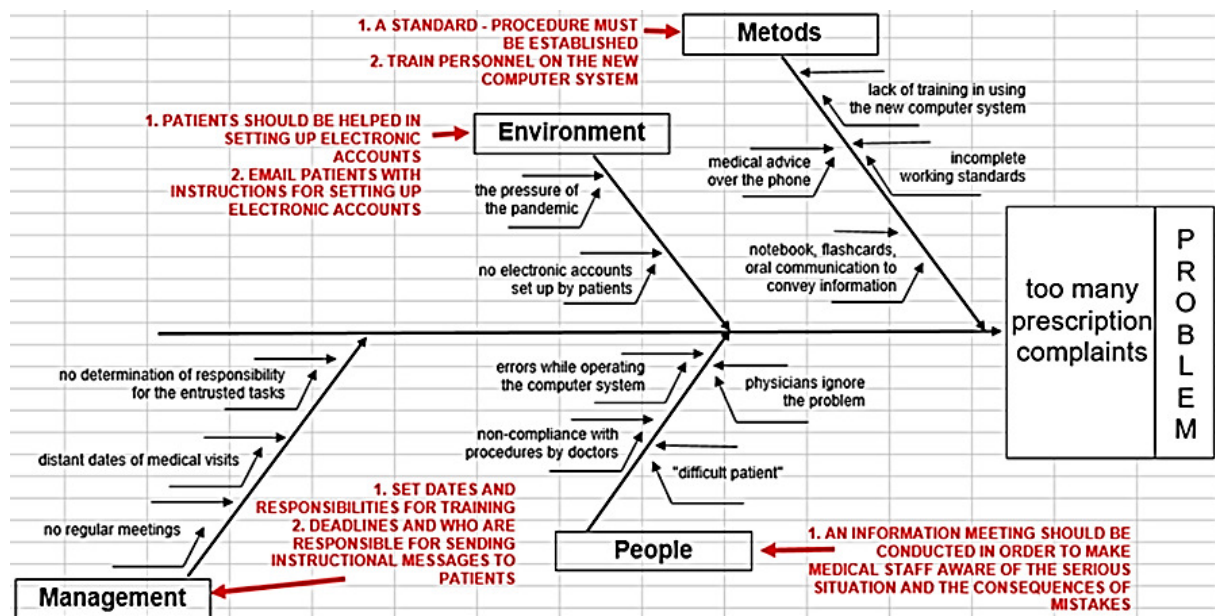 1. A STANDARD - PROCEDURE MUST
BE ESTABLISHED
2. TRAIN PERSONNEL ON THE NEW
COMPUTER SYSTEM
Metods
lack of training in using
the new computer system
medical advice
over the phone
incomplete
working standards
notebook, flashcards,
oral communication to
convey information
1. PATIENTS SHOULD BE HELPED IN
SETTING UP ELECTRONIC
ACCOUNTS
2. EMAIL PATIENTS WITH
INSTRUCTIONS FOR SETTING UP
ELECTRONIC ACCOUNTS
Environment
the pressure of
the pandemic
no electronic accounts
set up by patients
too many
prescription
complaints
PROBLEM
no determination of responsibility
for the entrusted tasks
distant dates of medical visits
no regular meetings
Management
1. SET DATES AND
RESPONSIBILITIES FOR TRAINING
2. DEADLINES AND WHO ARE
RESPONSIBLE FOR SENDING
INSTRUCTIONAL MESSAGES TO
PATIENTS
errors while operating
the computer system
physicians ignore
the problem
non-compliance with
procedures by doctors
"difficult patient"
People
1. AN INFORMATION MEETING SHOULD BE
CONDUCTED IN ORDER TO MAKE
MEDICAL STAFF AWARE OF THE SERIOUS
SITUATION AND THE CONSEQUENCES OF
MISTAKES